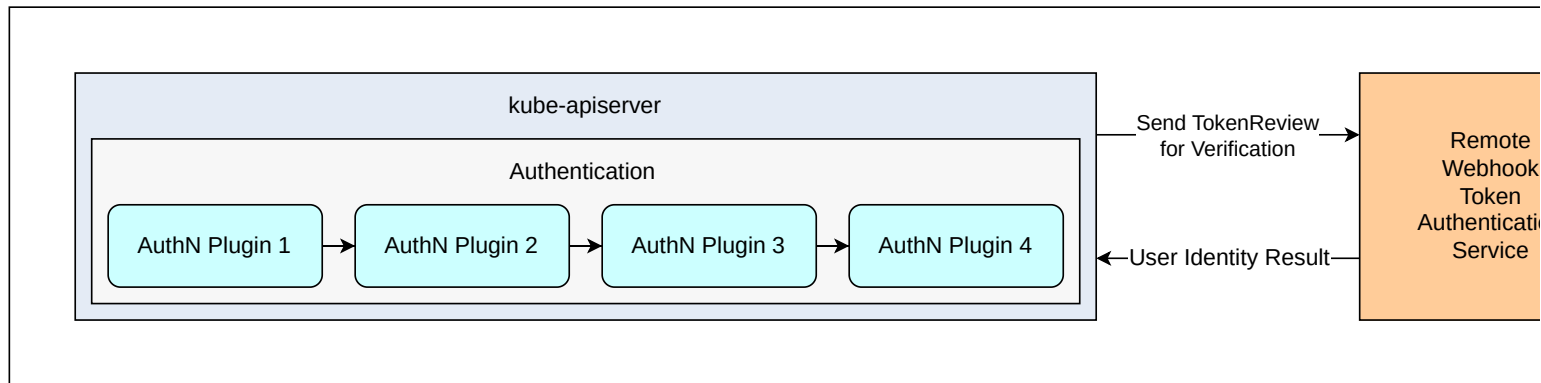 kube-apiserver
Authentication
AuthN Plugin 1
AuthN Plugin 2
AuthN Plugin 3
AuthN Plugin 4
Send TokenReview
for Verification
User Identity Result
Remote
Webhook
Token
Service